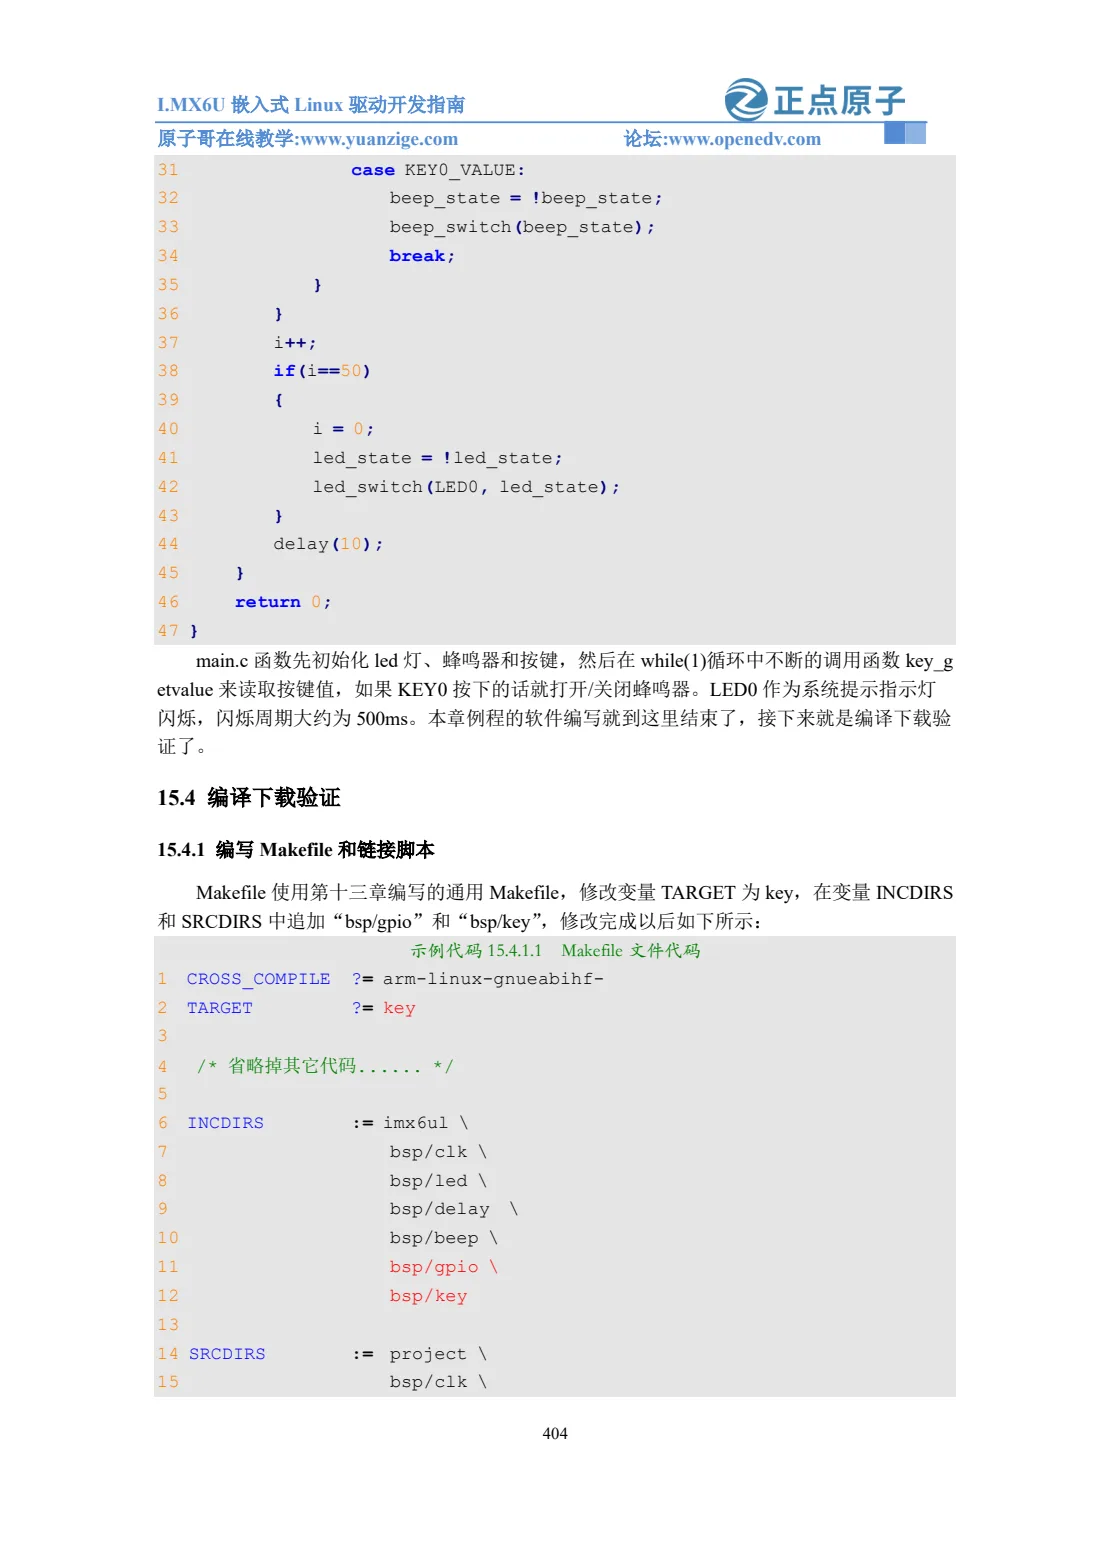 I.MX6U 嵌入式 Linux 驱动开发指南
正点原子
原子哥在线教学:www.yuanzige.com 论坛:www.openedv.com
31 case KEY0_VALUE:
32 beep_state = !beep_state;
33 beep_switch(beep_state);
34 break;
35 }
36 }
37 i++;
38 if(i==50)
39 {
40 i = 0;
41 led_state = !led_state;
42 led_switch(LED0, led_state);
43 }
44 delay(10);
45 }
46 return 0;
47 }
main.c 函数先初始化 led 灯、蜂鸣器和按键，然后在 while(1)循环中不断的调用函数 key_g
etvalue 来读取按键值，如果 KEY0 按下的话就打开/关闭蜂鸣器。LED0 作为系统提示指示灯
闪烁，闪烁周期大约为 500ms。本章例程的软件编写就到这里结束了，接下来就是编译下载验
证了。
15.4 编译下载验证
15.4.1 编写 Makefile 和链接脚本
Makefile 使用第十三章编写的通用 Makefile，修改变量 TARGET 为 key，在变量 INCDIRS
和 SRCDIRS 中追加“bsp/gpio”和“bsp/key”，修改完成以后如下所示：
示例代码 15.4.1.1 Makefile 文件代码
1 CROSS_COMPILE ?= arm-linux-gnueabihf-
2 TARGET ?= key
3
4 /* 省略掉其它代码...... */
5
6 INCDIRS := imx6ul \
7 bsp/clk \
8 bsp/led \
9 bsp/delay \
10 bsp/beep \
11 bsp/gpio \
12 bsp/key
13
14 SRCDIRS := project \
15 bsp/clk \
404